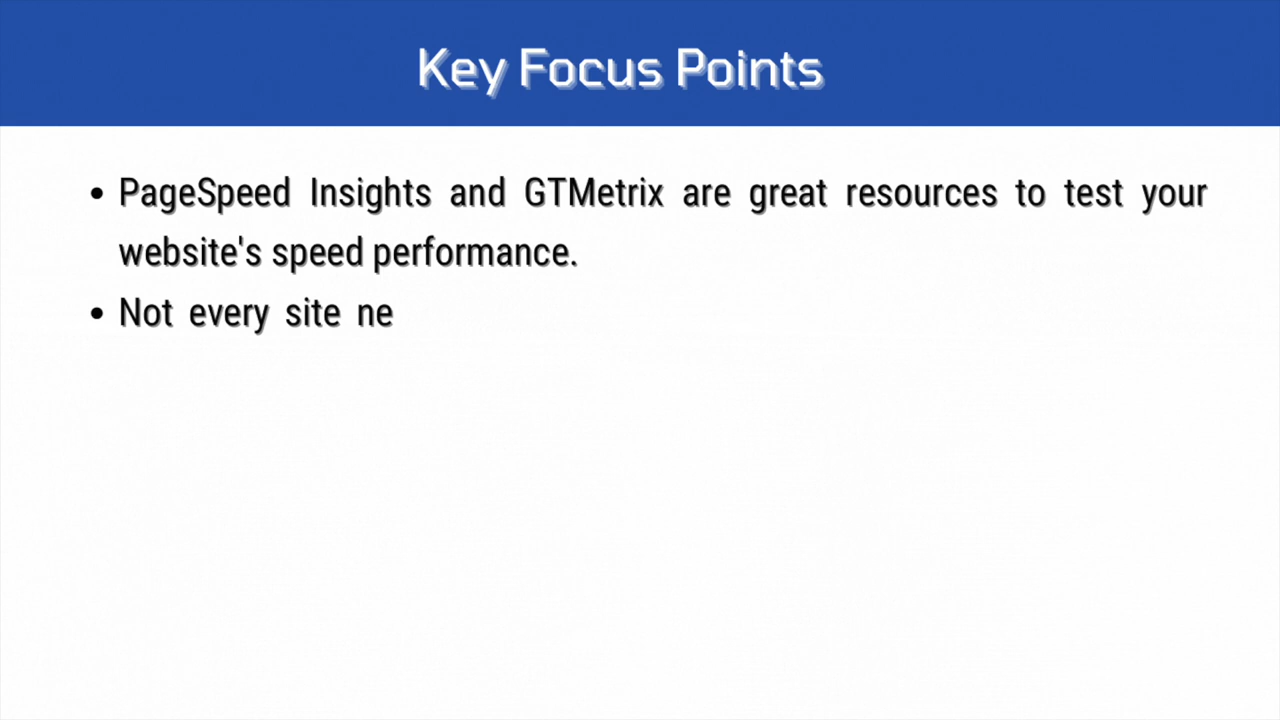 Key Focus Points
• PageSpeed Insights and GTMetrix are great resources to test your
website's speed performance.
• Not every site ne